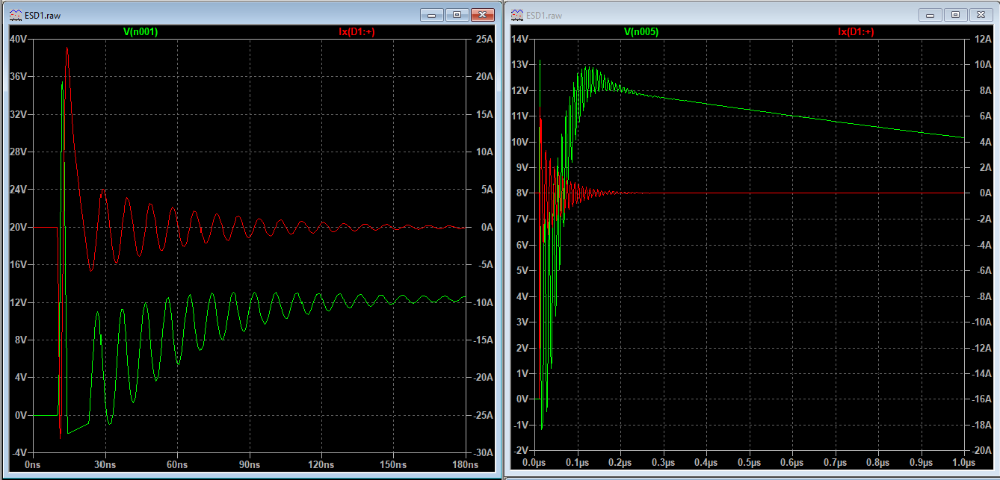 ESD1.raw
V(n001) Ix(D1:+)
40V 25A
36V 20A
32V 15A
28V 10A
24V 5A
20V 0A
16V -5A
12V -10A
8V -15A
4V -20A
0V -25A
-4V -30A
0ns 30ns 60ns 90ns 120ns 150ns 180ns
ESD1.raw
V(n005) Ix(D1:+)
14V 12A
13V 10A
12V 8A
11V 6A
10V 4A
9V 2A
8V 0A
7V -2A
6V -4A
5V -6A
4V -8A
3V -10A
2V -12A
1V -14A
0V -16A
-1V -18A
-2V -20A
0.0µs 0.1µs 0.2µs 0.3µs 0.4µs 0.5µs 0.6µs 0.7µs 0.8µs 0.9µs 1.0µs